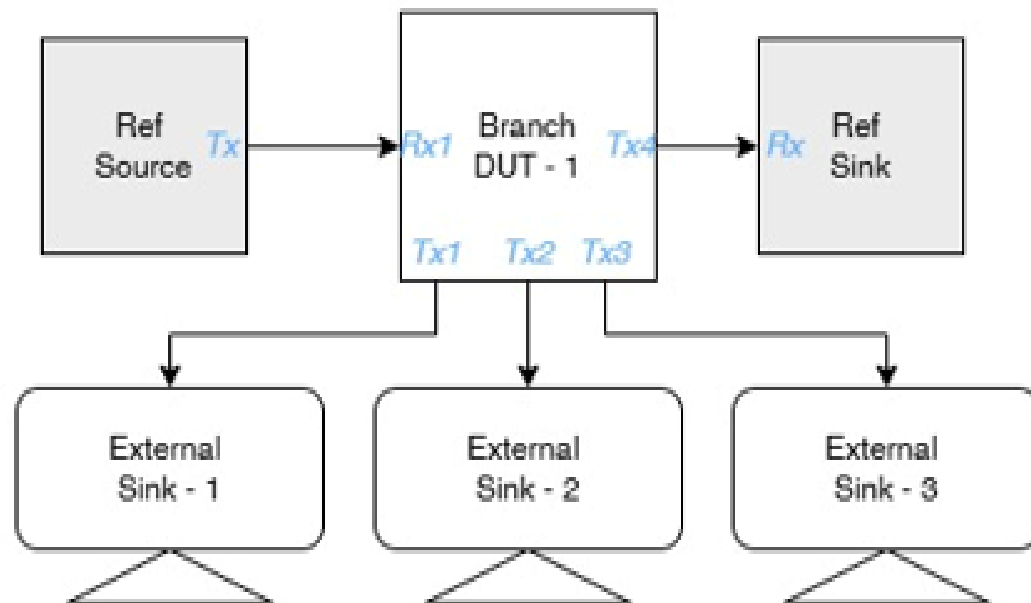 Ref
Source
Tx
Rx1
Branch
DUT - 1
Tx4
Rx
Ref
Sink
Tx1
Tx2
Tx3
External
Sink - 1
External
Sink - 2
External
Sink - 3